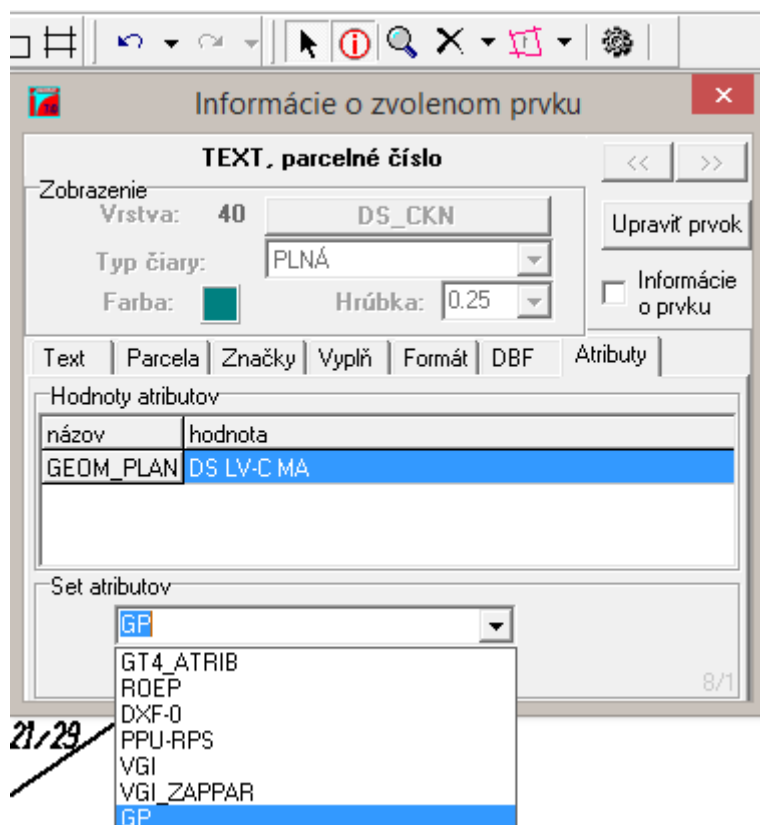 Informácie o zvolenom prvku
TEXT, parcelné číslo
<< >>
Zobrazenie
Vrstva: 40 DS_CKN
Upraviť prvok
Typ čiary: PLNÁ
Informácie
o prvku
Farba: Hrúbka: 0.25
Text Parcela Značky Vyplň Formát DBF Atributy
Hodnoty atributov
názov hodnota
GEOM_PLAN DS LV-C MA
Set atributov
GP
GT4_ATRIB
ROEP
8/1
DXF-0
21/29
PPU-RPS
VGI
VGI_ZAPPAR
GP